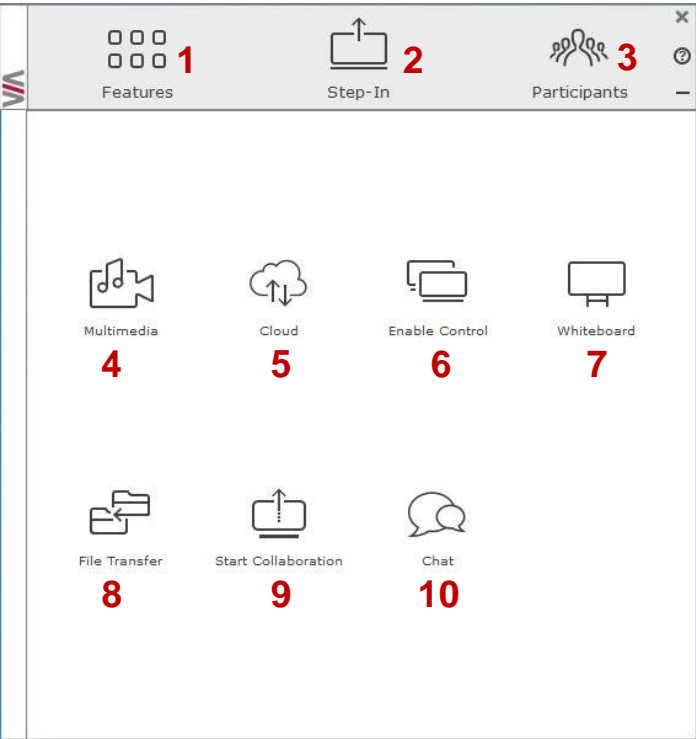 1 2 3
Features Step-In Participants
Multimedia Cloud Enable Control Whiteboard
4 5 6 7
File Transfer Start Collaboration Chat
8 9 10